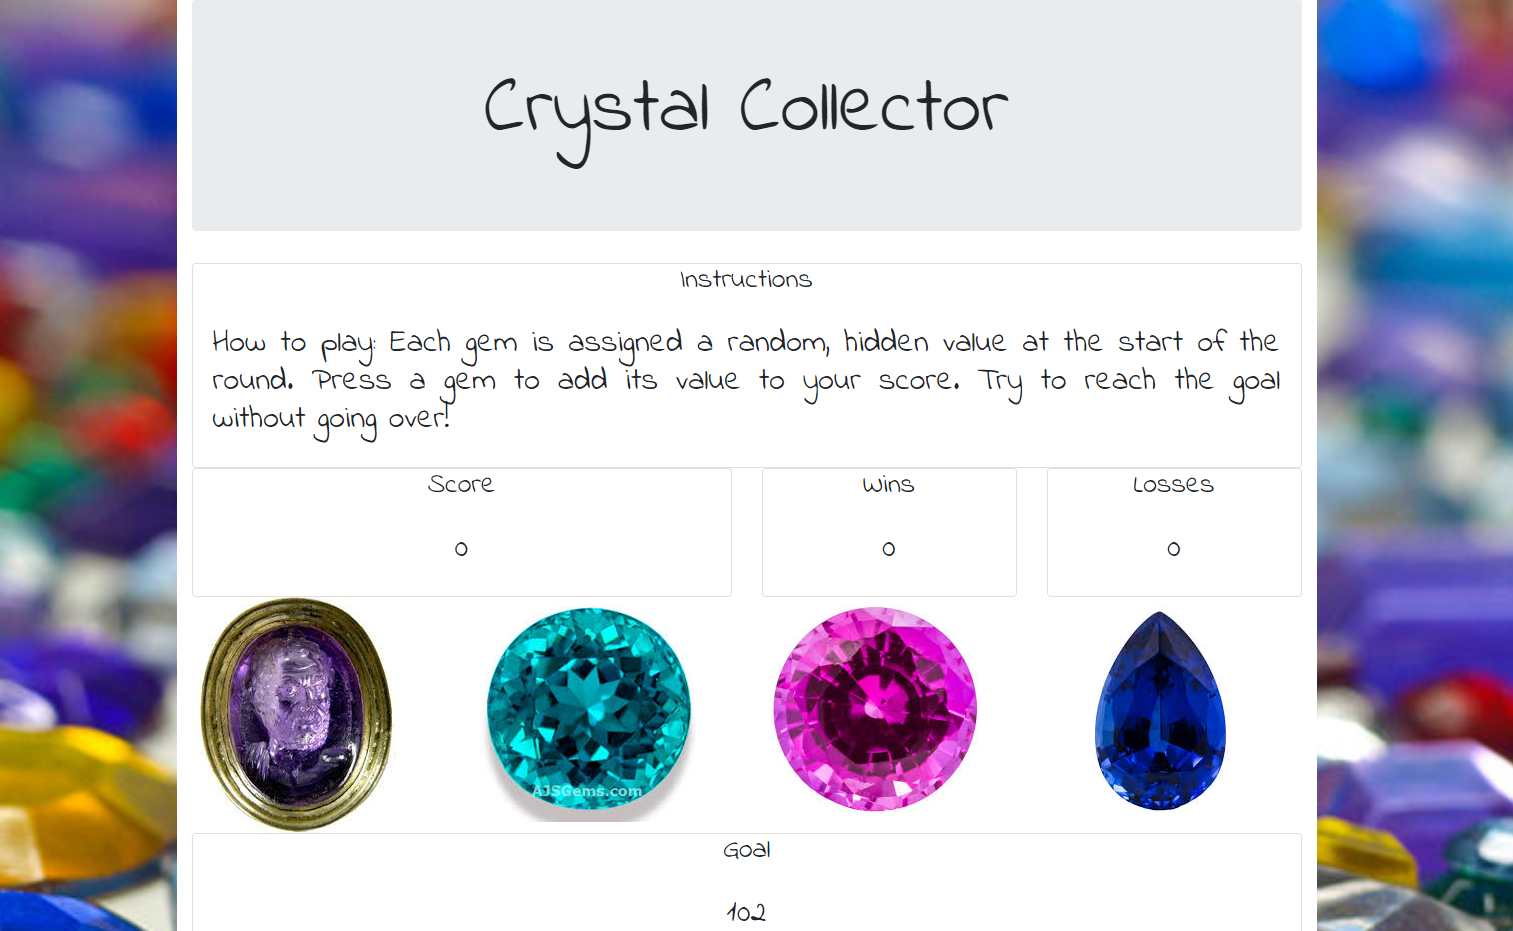 Crystal Collector
Instructions
How to play: Each gem is assigned a random, hidden value at the start of the
round. Press a gem to add its value to your score. Try to reach the goal
without going over!
Score
Wins
Losses
0
0
0
AJSGems.com
Goal
102